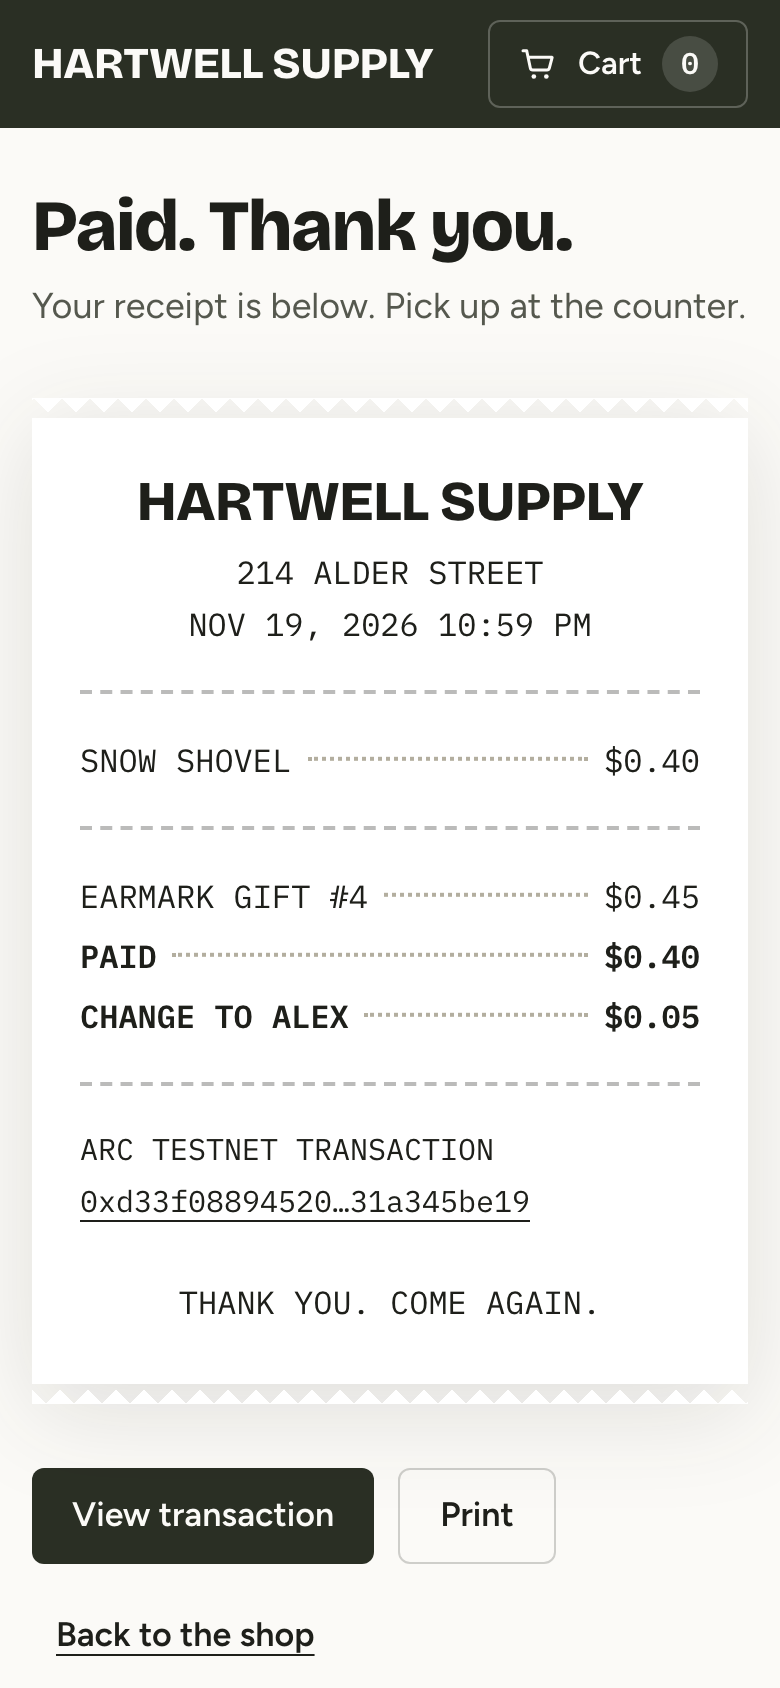 HARTWELL SUPPLY
Cart 0
Paid. Thank you.
Your receipt is below. Pick up at the counter.
HARTWELL SUPPLY
214 ALDER STREET
NOV 19, 2026 10:59 PM
SNOW SHOVEL $0.40
EARMARK GIFT #4 $0.45
PAID $0.40
CHANGE TO ALEX $0.05
ARC TESTNET TRANSACTION
0xd33f08894520…31a345be19
THANK YOU. COME AGAIN.
View transaction
Print
Back to the shop